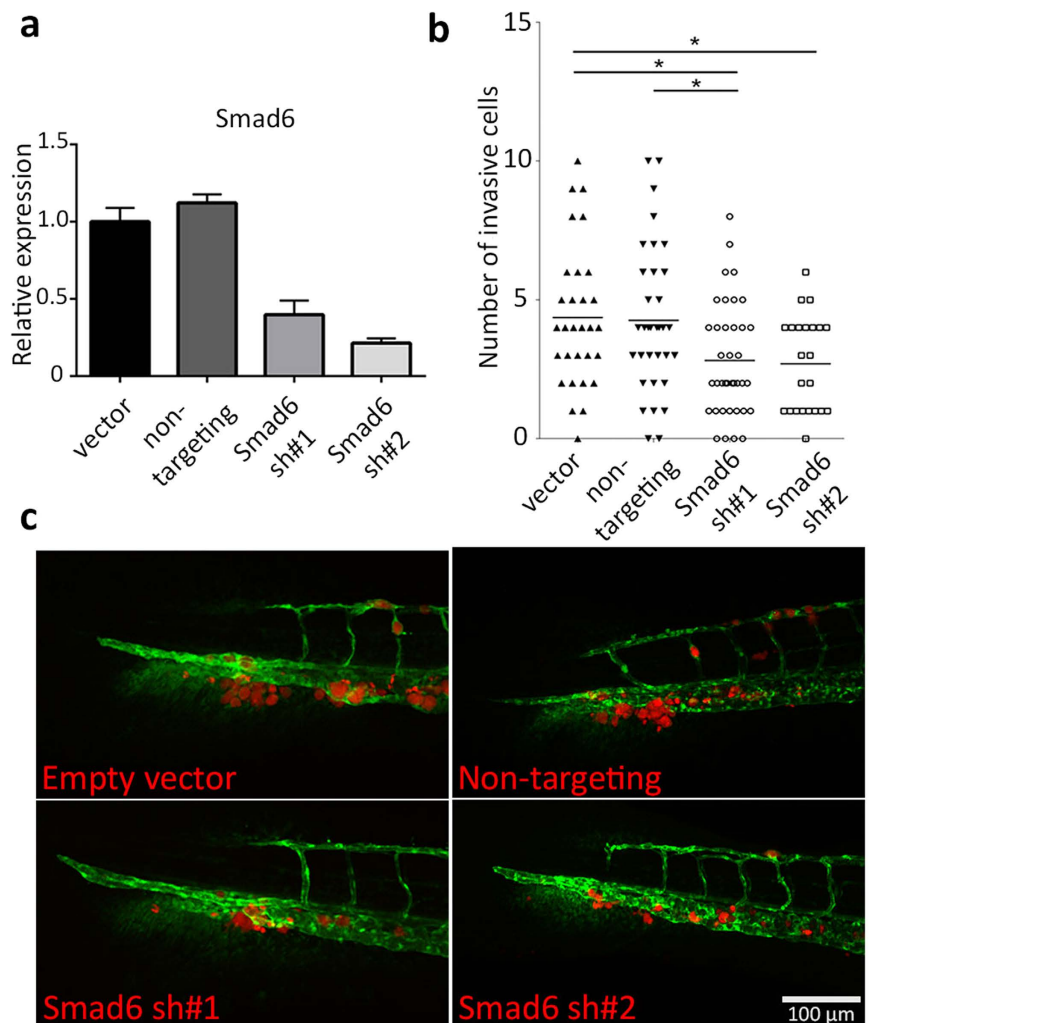 a
Smad6
Relative expression
1.5
1.0
0.5
0
vector
non-
targeting
Smad6
sh#1
Smad6
sh#2
b
Number of invasive cells
15
10
5
0
*
*
*
vector
non-
targeting
Smad6
sh#1
Smad6
sh#2
c
Empty vector
Non-targeting
Smad6 sh#1
Smad6 sh#2
100 µm